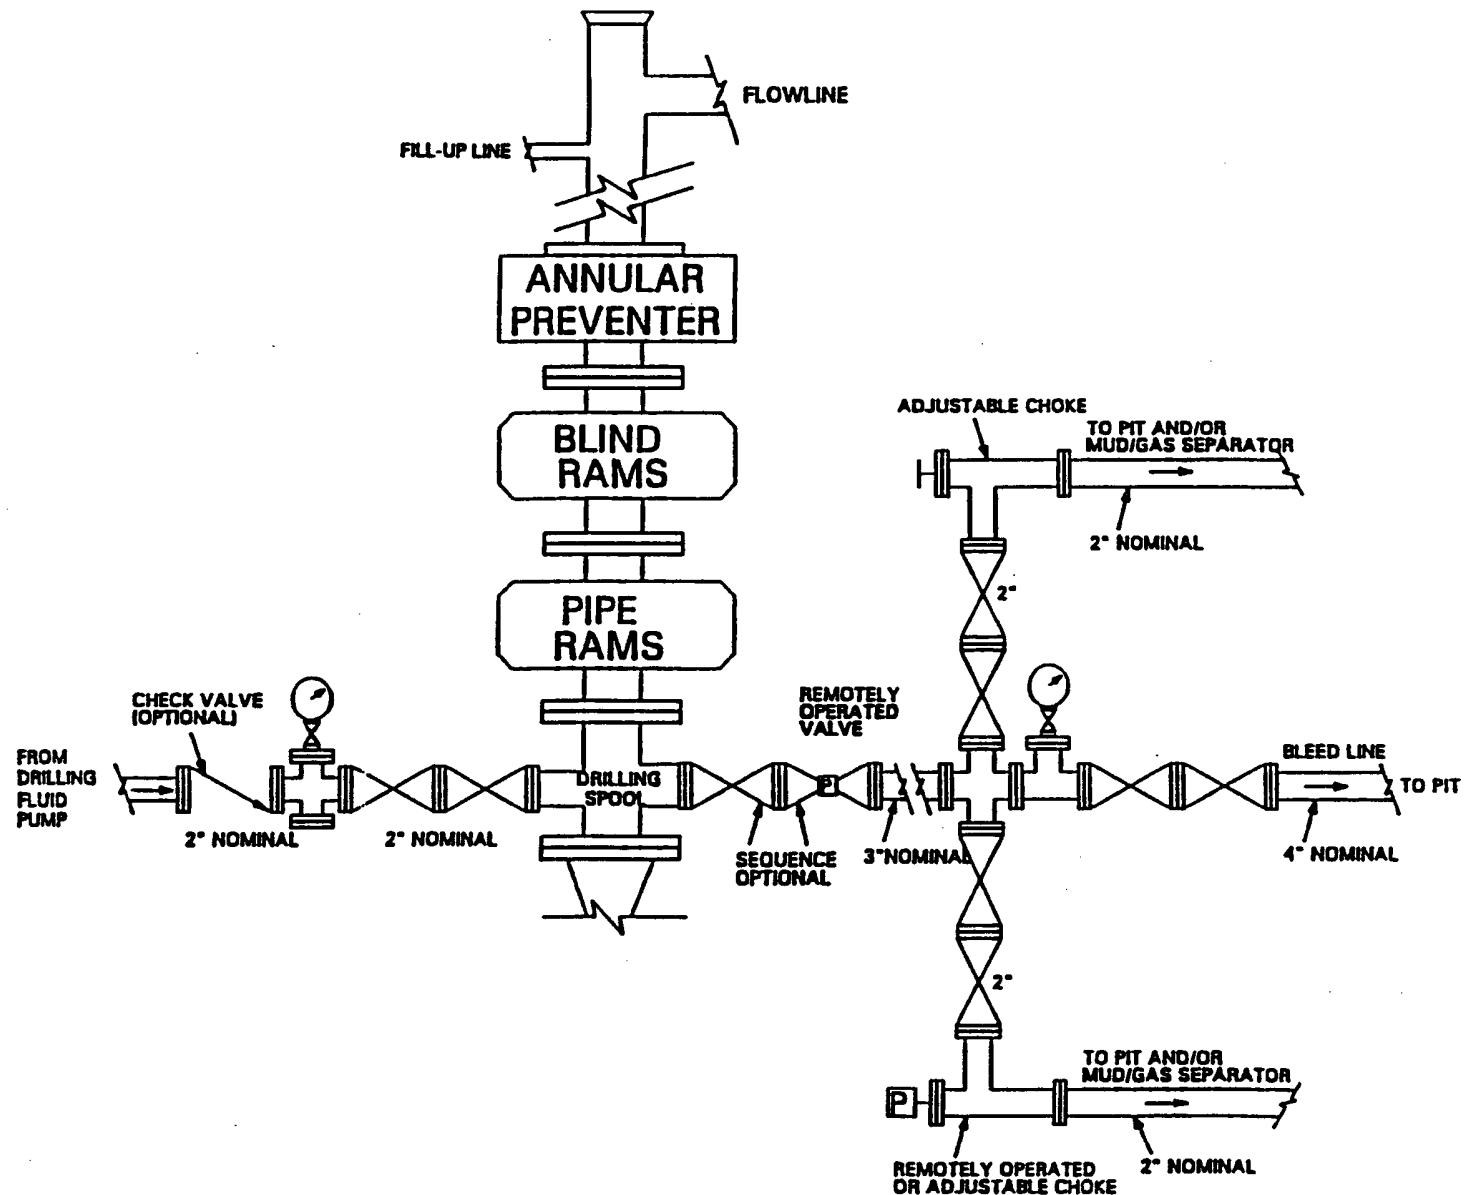 FLOWLINE
FILL-UP LINE
ANNULAR
PREVENTER
BLIND
RAMS
ADJUSTABLE CHOKE
TO PIT AND/OR
MUD/GAS SEPARATOR
2" NOMINAL
2"
PIPE
RAMS
CHECK VALVE
(OPTIONAL)
REMOTELY
OPERATED
VALVE
FROM
DRILLING
FLUID
PUMP
2" NOMINAL
2" NOMINAL
DRILLING
SPOOL
P
SEQUENCE
OPTIONAL
3"NOMINAL
BLEED LINE
TO PIT
4" NOMINAL
2"
TO PIT AND/OR
MUD/GAS SEPARATOR
P
2" NOMINAL
REMOTELY OPERATED
OR ADJUSTABLE CHOKE